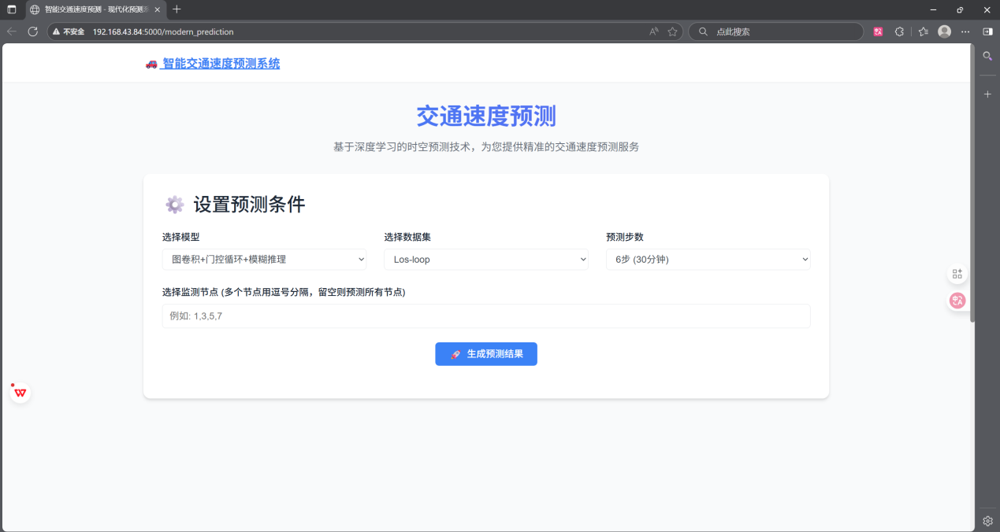 智能交通速度预测 - 现代化预测系
不安全 192.168.43.84:5000/modern_prediction
点此搜索
智能交通速度预测系统
交通速度预测
基于深度学习的时空预测技术，为您提供精准的交通速度预测服务
设置预测条件
选择模型 选择数据集 预测步数
图卷积+门控循环+模糊推理 Los-loop 6步 (30分钟)
选择监测节点 (多个节点用逗号分隔，留空则预测所有节点)
例如: 1,3,5,7
生成预测结果